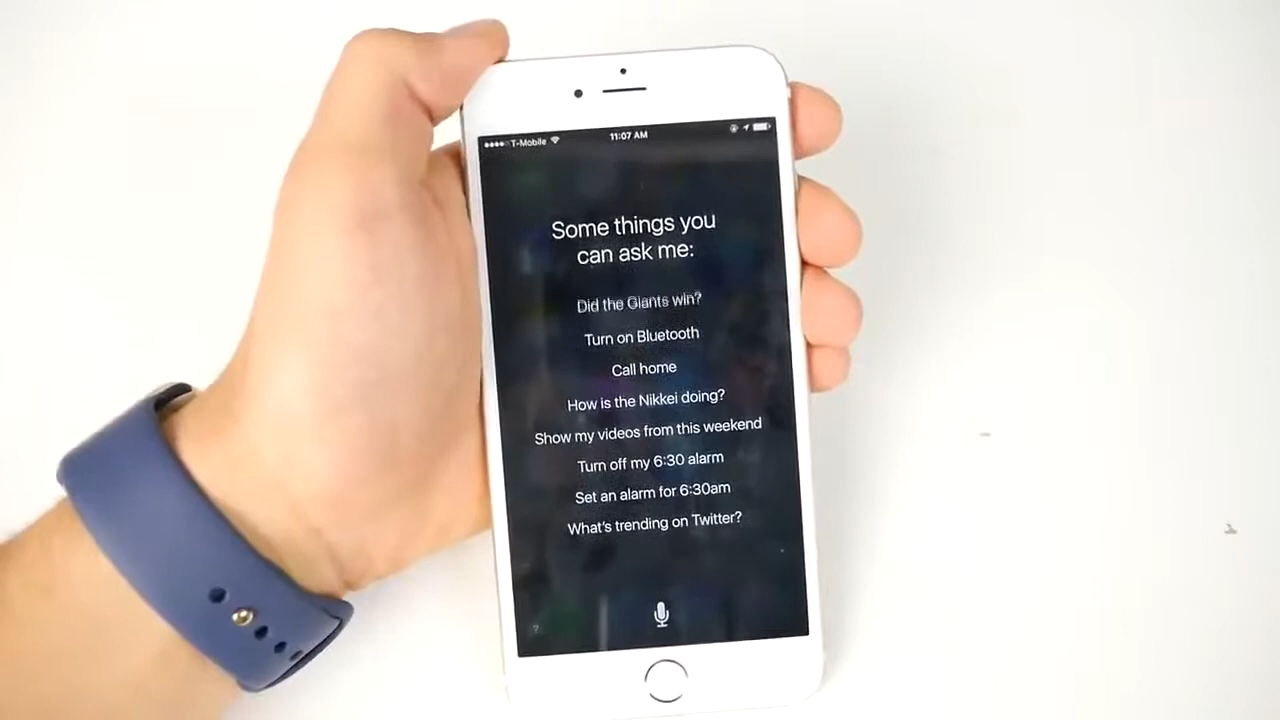 T-Mobile
11:07 AM
Some things you
can ask me:
Did the Giants win?
Turn on Bluetooth
Call home
How is the Nikkei doing?
Show my videos from this weekend
Turn off my 6:30 alarm
Set an alarm for 6:30am
What's trending on Twitter?
?